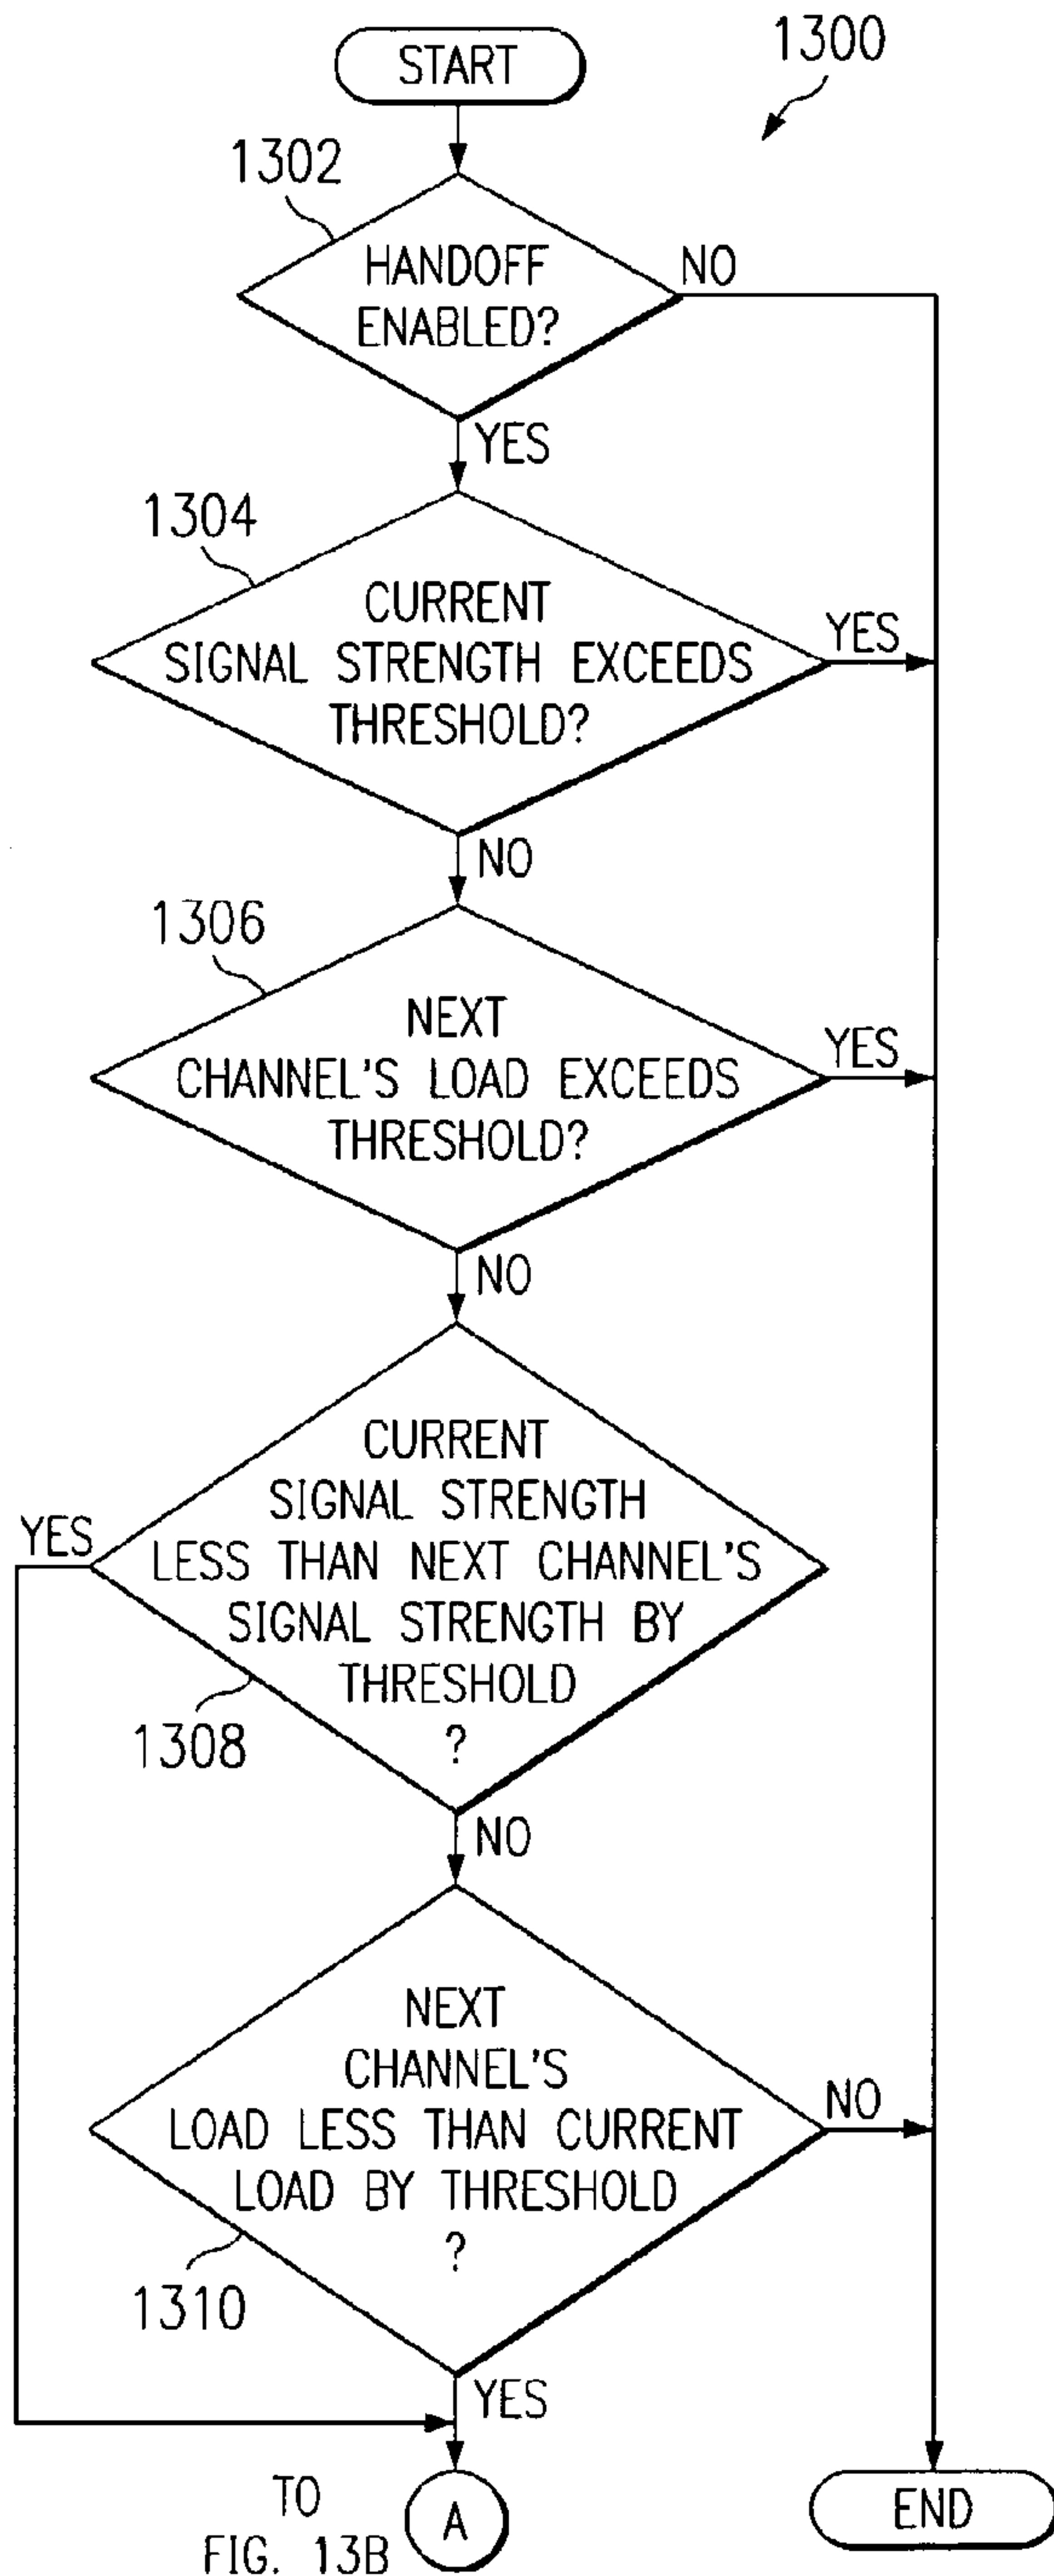 START
1300
1302
HANDOFF
ENABLED?
NO
YES
1304
CURRENT
SIGNAL STRENGTH EXCEEDS
THRESHOLD?
YES
NO
1306
NEXT
CHANNEL'S LOAD EXCEEDS
THRESHOLD?
YES
NO
CURRENT
SIGNAL STRENGTH
LESS THAN NEXT CHANNEL'S
SIGNAL STRENGTH BY
THRESHOLD
?
YES
1308
NO
NEXT
CHANNEL'S
LOAD LESS THAN CURRENT
LOAD BY THRESHOLD
?
NO
1310
YES
TO
FIG. 13B
A
END